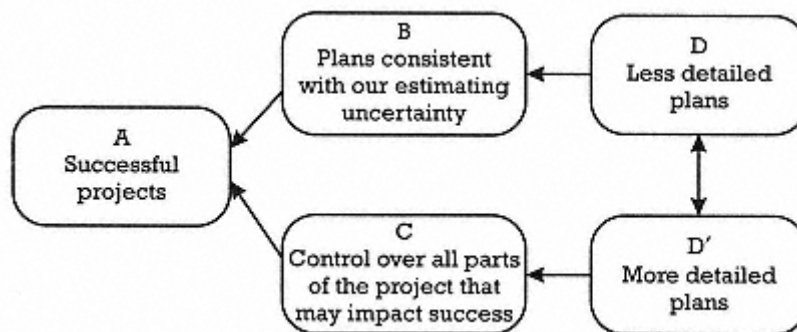 B
Plans consistent
with our estimating
uncertainty
D
Less detailed
plans
A
Successful
projects
C
Control over all parts
of the project that
may impact success
D′
More detailed
plans